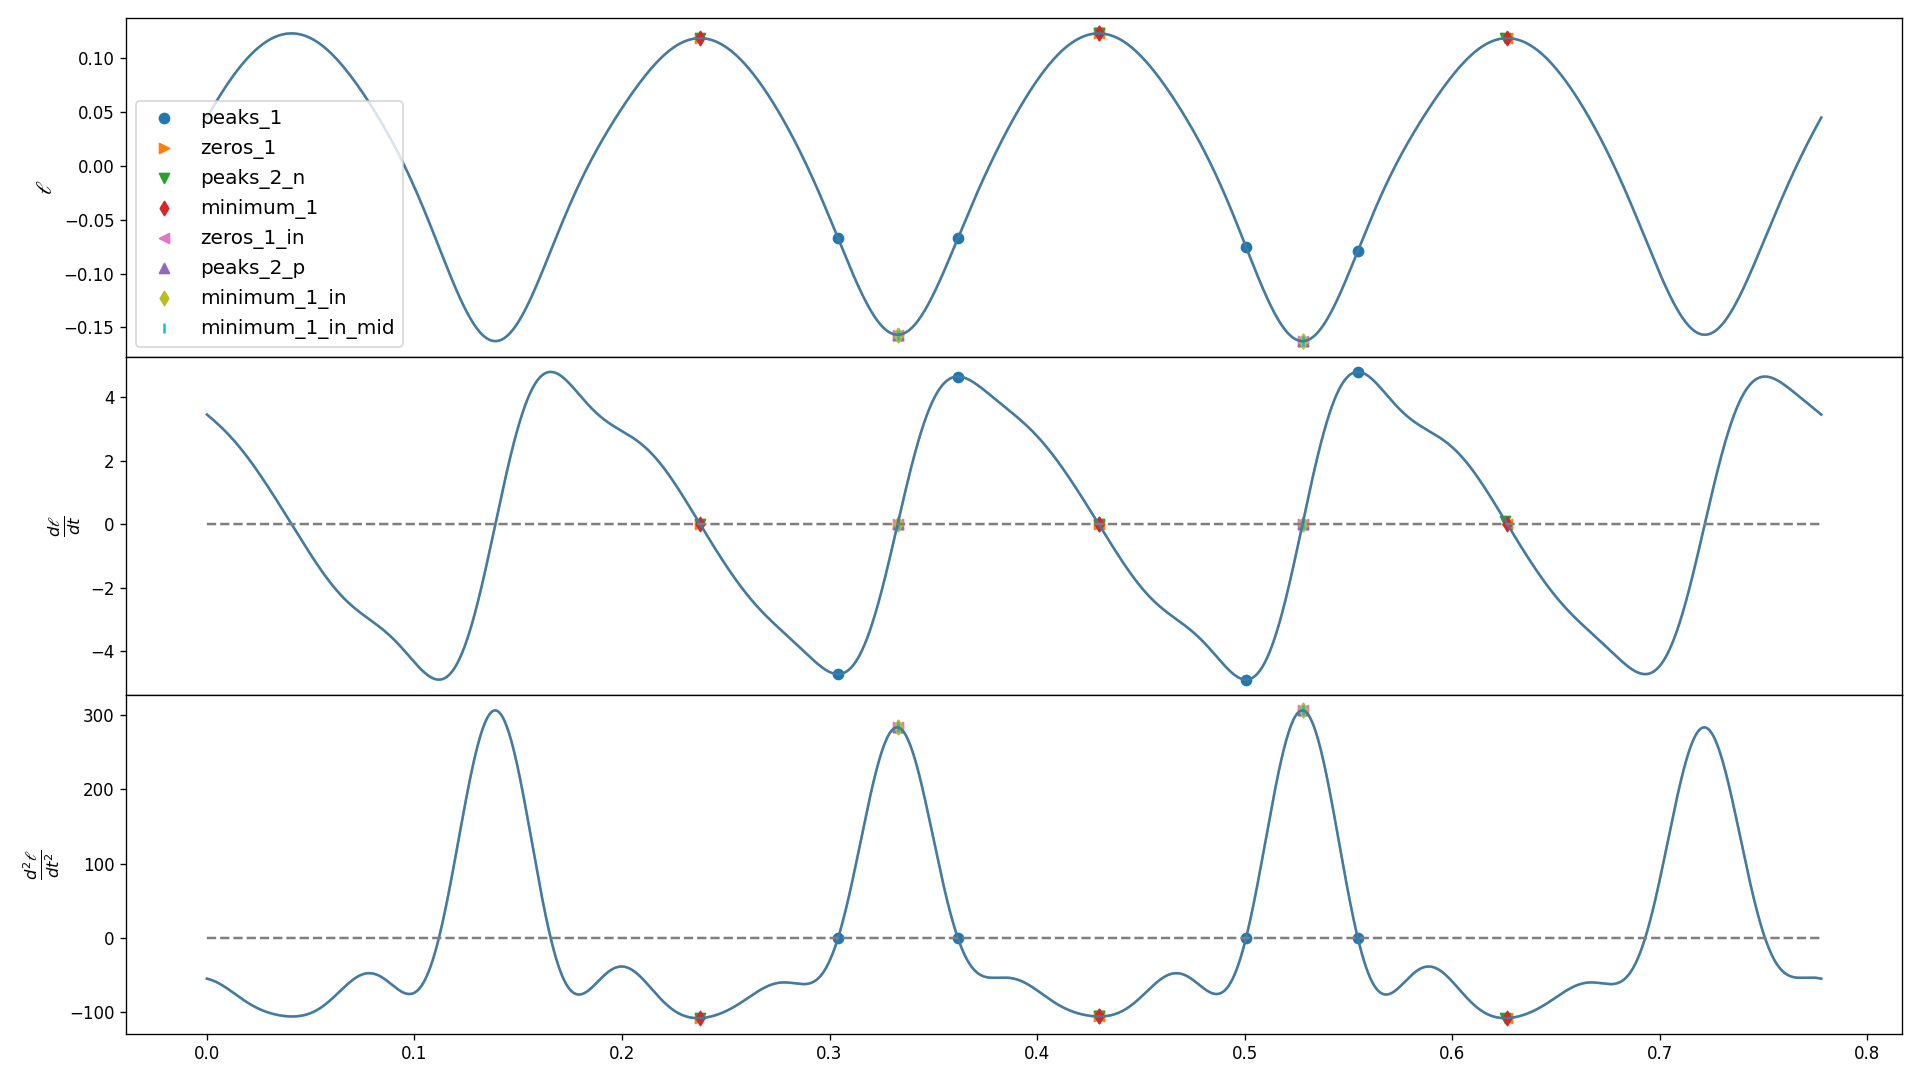 0.10
0.05
0.00
−0.05
−0.10
−0.15
ℓ
peaks_1
zeros_1
peaks_2_n
minimum_1
zeros_1_in
peaks_2_p
minimum_1_in
minimum_1_in_mid
4
2
0
−2
−4
dℓ
dt
300
200
100
0
−100
d²ℓ
dt²
0.0 0.1 0.2 0.3 0.4 0.5 0.6 0.7 0.8